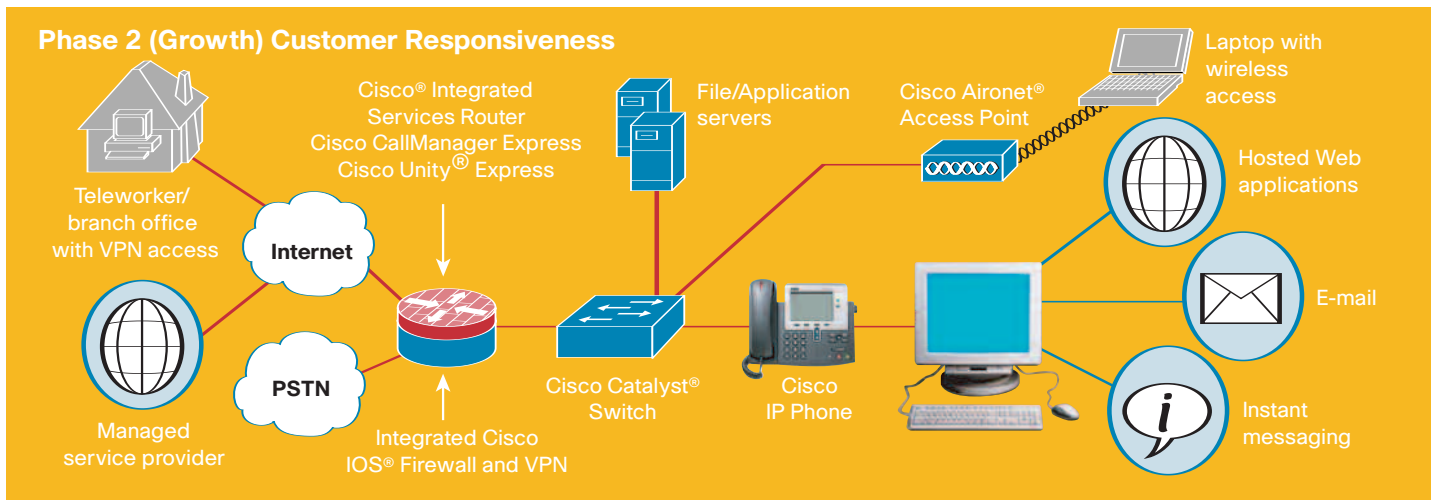 Phase 2 (Growth) Customer Responsiveness
Teleworker/
branch office
with VPN access
Managed
service provider
Internet
PSTN
Cisco® Integrated
Services Router
Cisco CallManager Express
Cisco Unity® Express
Integrated Cisco
IOS® Firewall and VPN
File/Application
servers
Cisco Catalyst®
Switch
Cisco Aironet®
Access Point
Laptop with
wireless
access
Cisco
IP Phone
Hosted Web
applications
E-mail
i
Instant
messaging